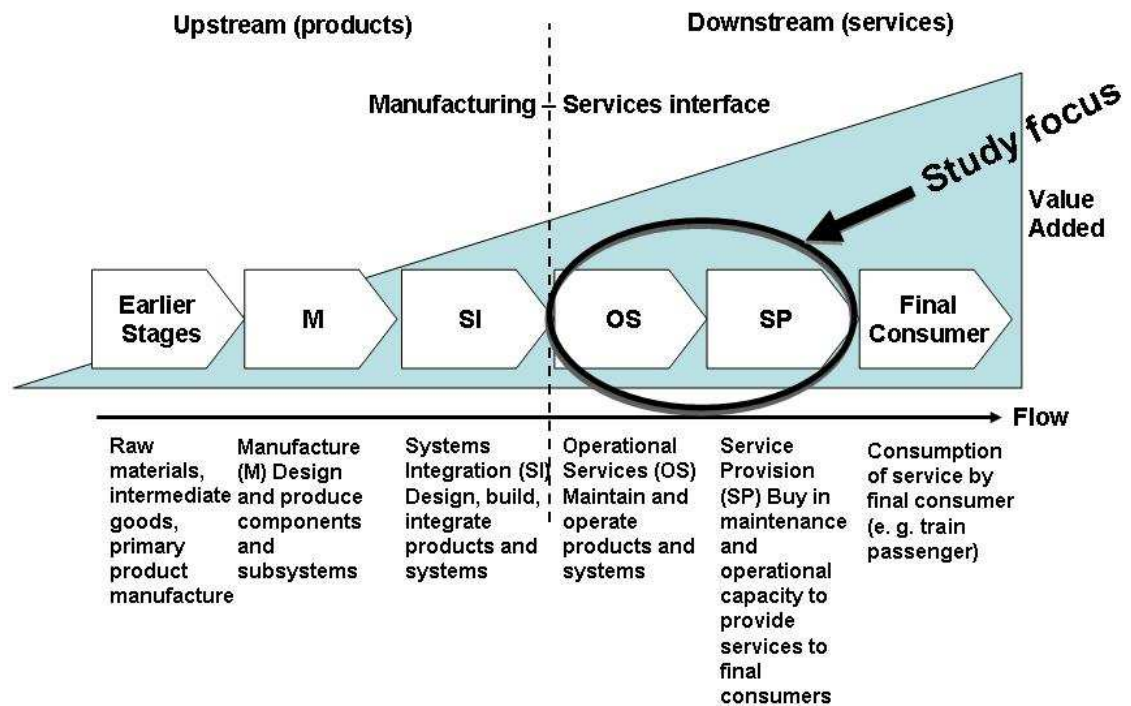 Upstream (products)
Downstream (services)
Manufacturing – Services interface
Study focus
Value
Added
Earlier
Stages
M
SI
OS
SP
Final
Consumer
Flow
Raw
materials,
intermediate
goods,
primary
product
manufacture
Manufacture
(M) Design
and produce
components
and
subsystems
Systems
Integration (SI)
Design, build,
integrate
products and
systems
Operational
Services (OS)
Maintain and
operate
products and
systems
Service
Provision
(SP) Buy in
maintenance
and
operational
capacity to
provide
services to
final
consumers
Consumption
of service by
final consumer
(e. g. train
passenger)